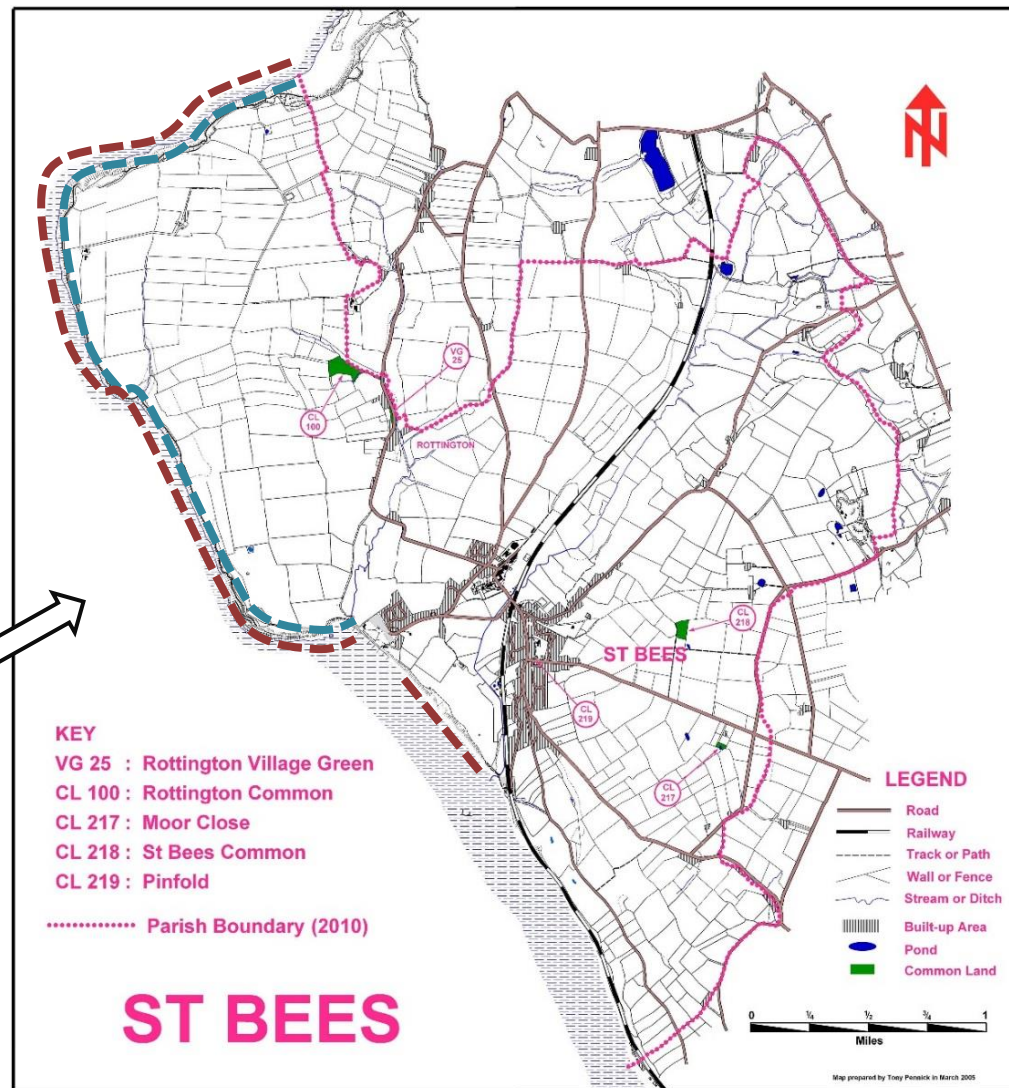 N
VG
25
CL
100
ROTTINGTON
CL
218
ST BEES
CL
219
CL
217
KEY
VG 25 : Rottington Village Green
CL 100 : Rottington Common
CL 217 : Moor Close
CL 218 : St Bees Common
CL 219 : Pinfold
Parish Boundary (2010)
ST BEES
LEGEND
Road
Railway
Track or Path
Wall or Fence
Stream or Ditch
Built-up Area
Pond
Common Land
0 ¼ ½ ¾ 1
Miles
Map prepared by Tony Pennick in March 2005